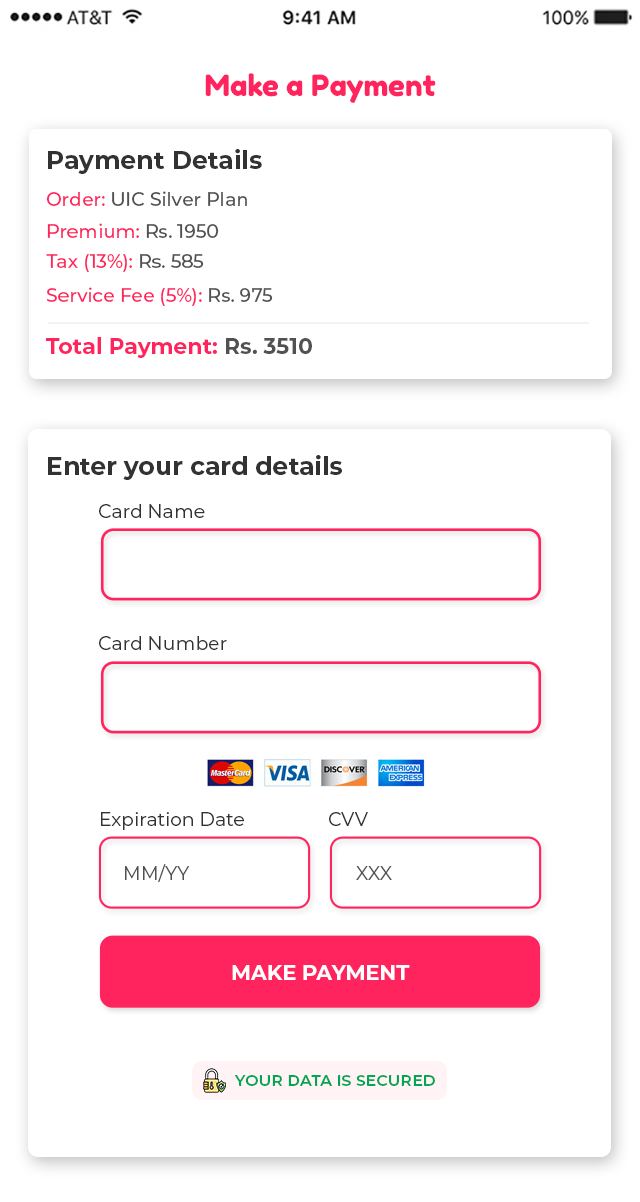 ●●●●● AT&T 9:41 AM 100%
Make a Payment
Payment Details
Order: UIC Silver Plan
Premium: Rs. 1950
Tax (13%): Rs. 585
Service Fee (5%): Rs. 975
Total Payment: Rs. 3510
Enter your card details
Card Name
Card Number
MasterCard VISA DISCOVER AMERICAN EXPRESS
Expiration Date CVV
MM/YY XXX
MAKE PAYMENT
YOUR DATA IS SECURED